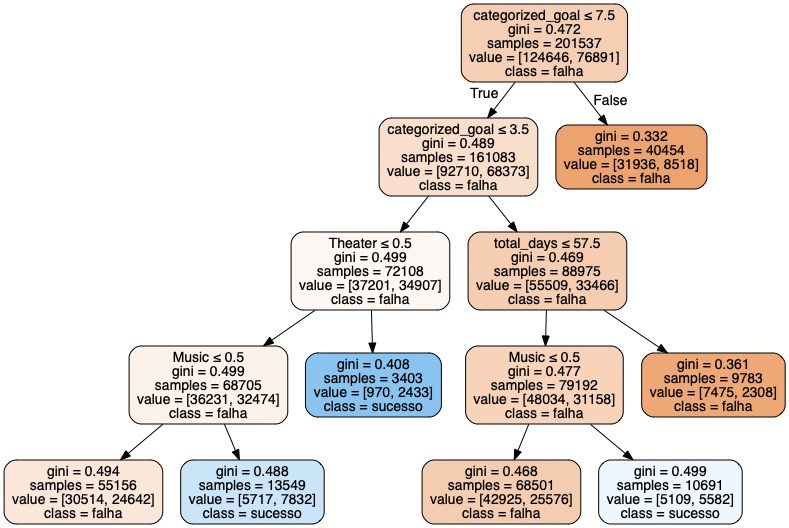 categorized_goal ≤ 7.5
gini = 0.472
samples = 201537
value = [124646, 76891]
class = falha
True
False
categorized_goal ≤ 3.5
gini = 0.489
samples = 161083
value = [92710, 68373]
class = falha
gini = 0.332
samples = 40454
value = [31936, 8518]
class = falha
Theater ≤ 0.5
gini = 0.499
samples = 72108
value = [37201, 34907]
class = falha
total_days ≤ 57.5
gini = 0.469
samples = 88975
value = [55509, 33466]
class = falha
Music ≤ 0.5
gini = 0.499
samples = 68705
value = [36231, 32474]
class = falha
gini = 0.408
samples = 3403
value = [970, 2433]
class = sucesso
Music ≤ 0.5
gini = 0.477
samples = 79192
value = [48034, 31158]
class = falha
gini = 0.361
samples = 9783
value = [7475, 2308]
class = falha
gini = 0.494
samples = 55156
value = [30514, 24642]
class = falha
gini = 0.488
samples = 13549
value = [5717, 7832]
class = sucesso
gini = 0.468
samples = 68501
value = [42925, 25576]
class = falha
gini = 0.499
samples = 10691
value = [5109, 5582]
class = sucesso